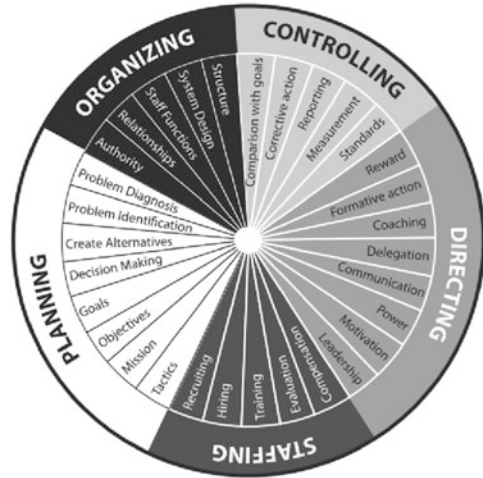 ORGANIZING
Authority
Relationships
Staff Functions
System Design
Structure
CONTROLLING
Comparison with goals
Corrective action
Reporting
Measurement
Standards
DIRECTING
Reward
Formative action
Coaching
Delegation
Communication
Power
Motivation
Leadership
STAFFING
Compensation
Evaluation
Training
Hiring
Recruiting
PLANNING
Tactics
Mission
Objectives
Goals
Decision Making
Create Alternatives
Problem Identification
Problem Diagnosis